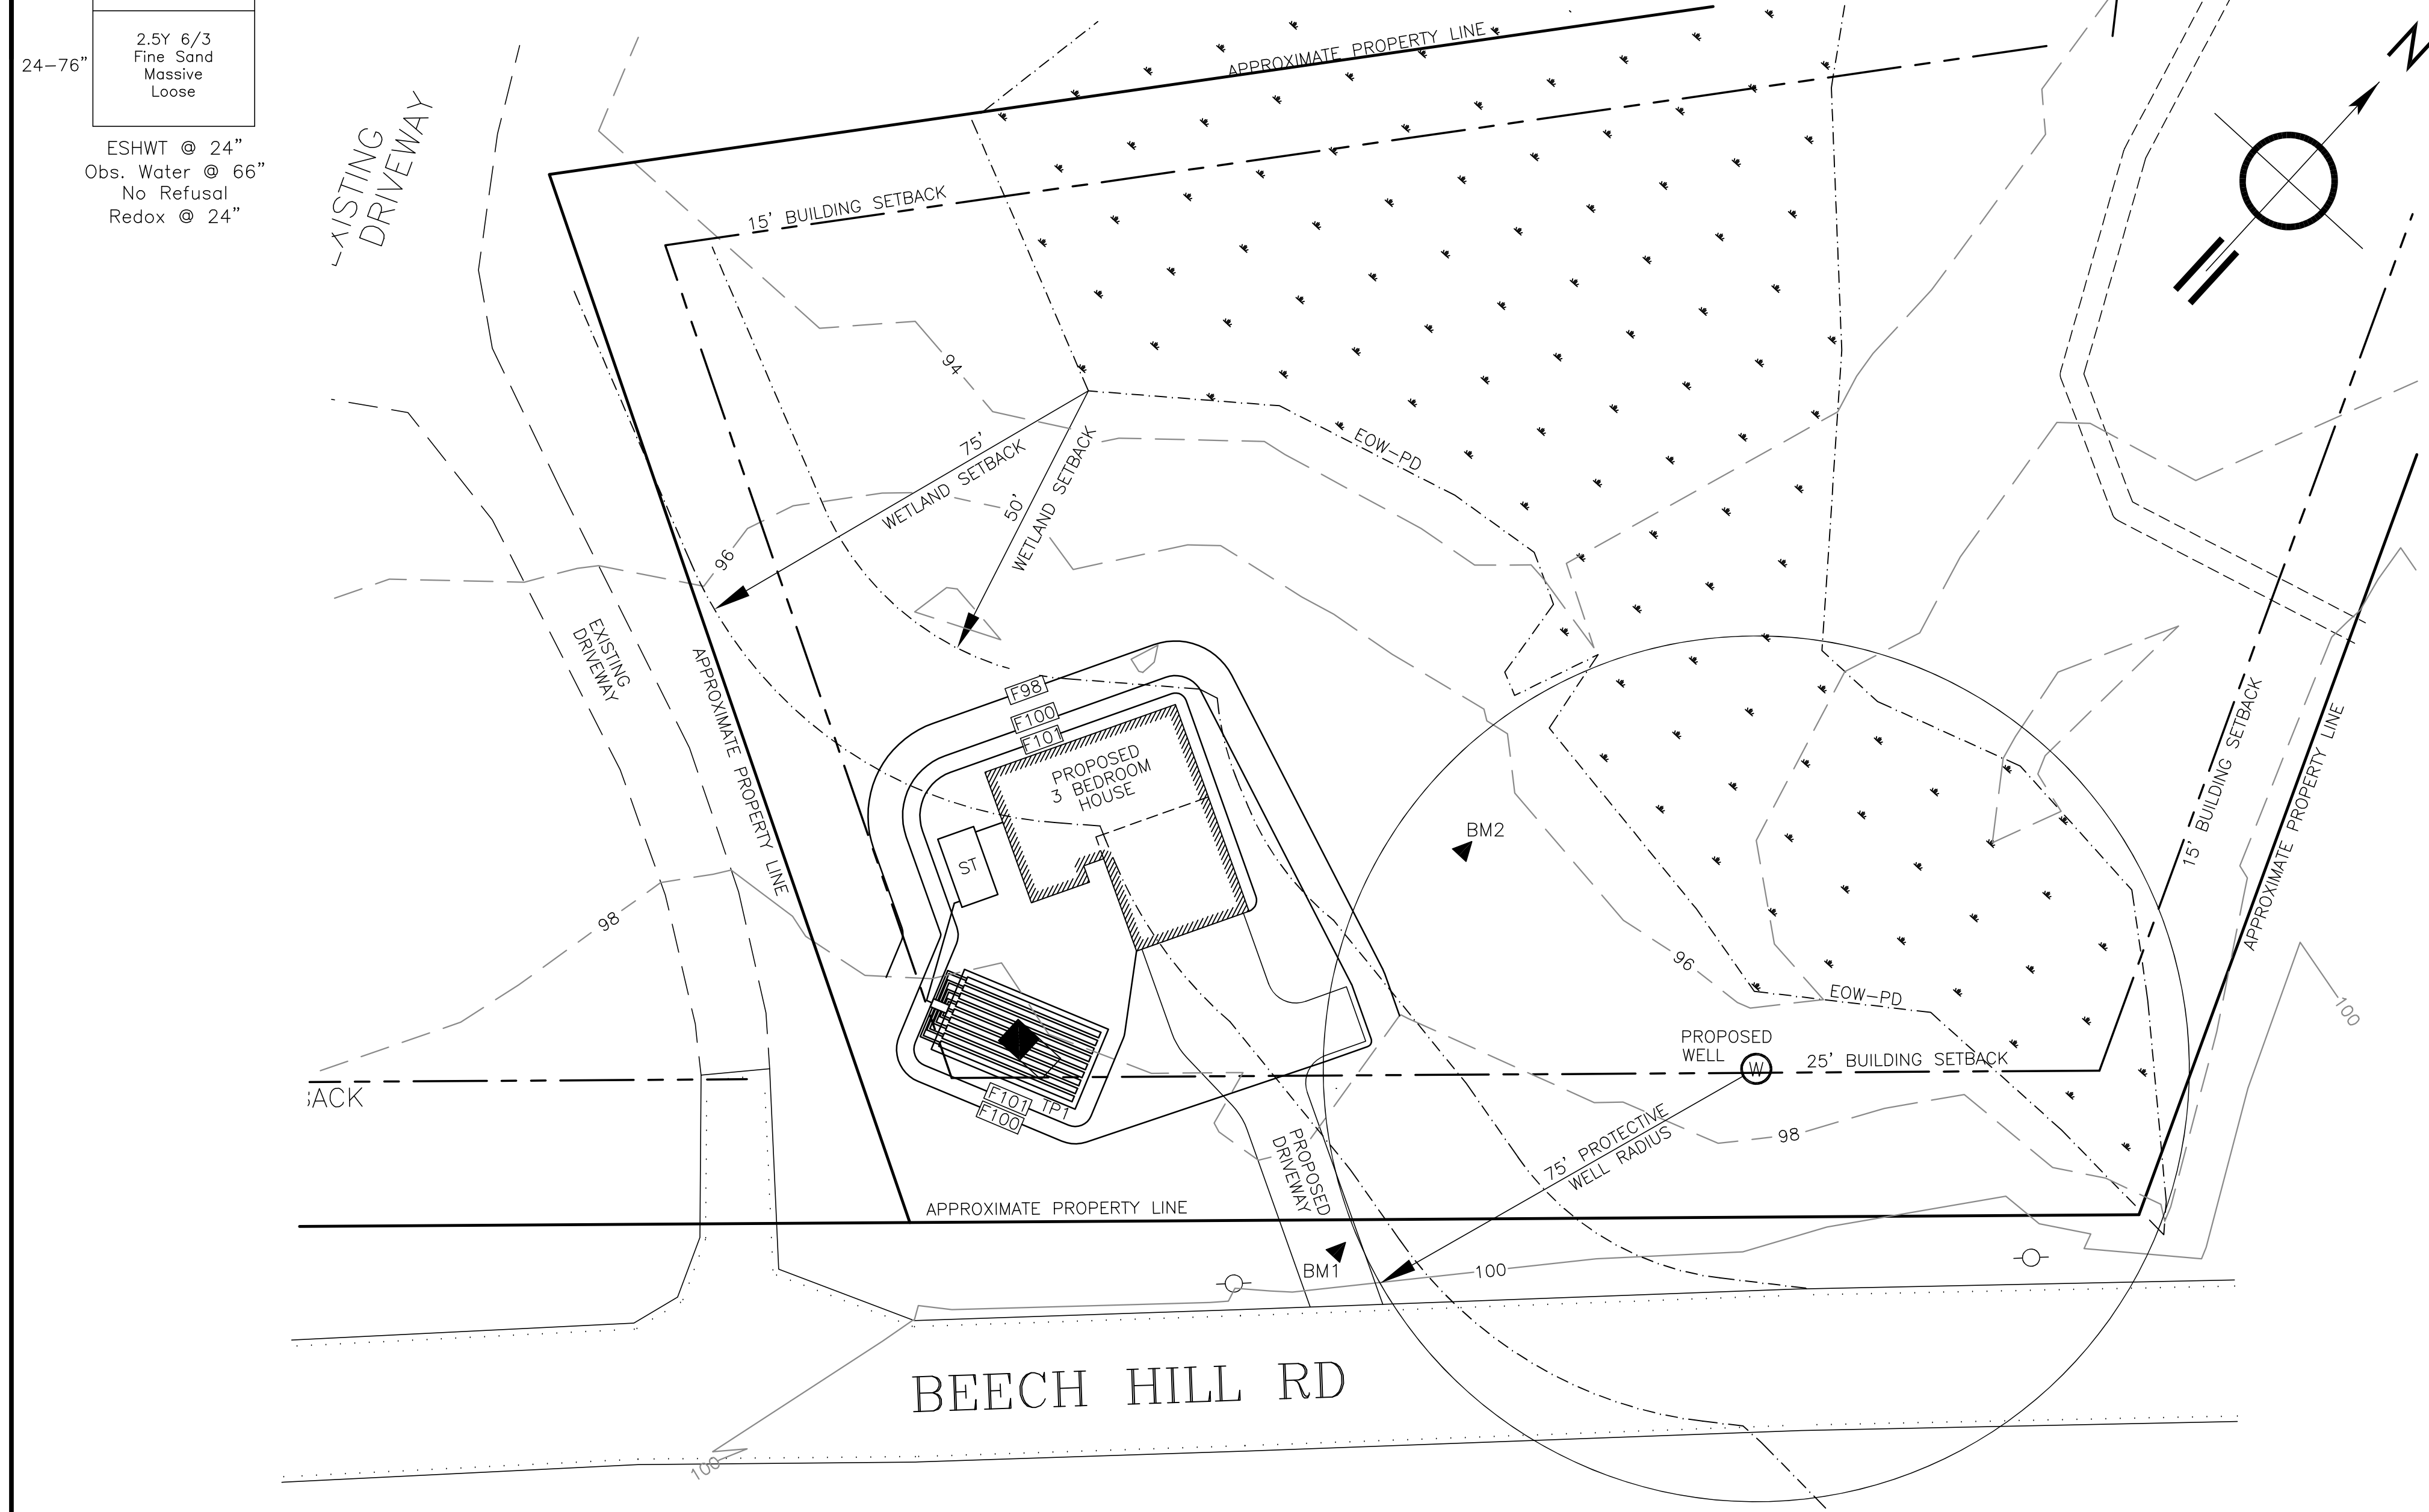 2.5Y 6/3
Fine Sand
Massive
Loose
24-76"
ESHWT @ 24"
Obs. Water @ 66"
No Refusal
Redox @ 24"
DRIVEWAY
N
APPROXIMATE PROPERTY LINE
15' BUILDING SETBACK
94
75'
WETLAND SETBACK
50'
WETLAND SETBACK
EOW-PD
96
EXISTING
DRIVEWAY
APPROXIMATE PROPERTY LINE
F98
F100
F101
PROPOSED
3 BEDROOM
HOUSE
ST
BM2
98
96
EOW-PD
15' BUILDING SETBACK
APPROXIMATE PROPERTY LINE
100
PROPOSED
WELL
W
25' BUILDING SETBACK
F101
F100
TP1
75' PROTECTIVE
WELL RADIUS
98
PROPOSED
DRIVEWAY
APPROXIMATE PROPERTY LINE
BM1
100
BEECH HILL RD
100